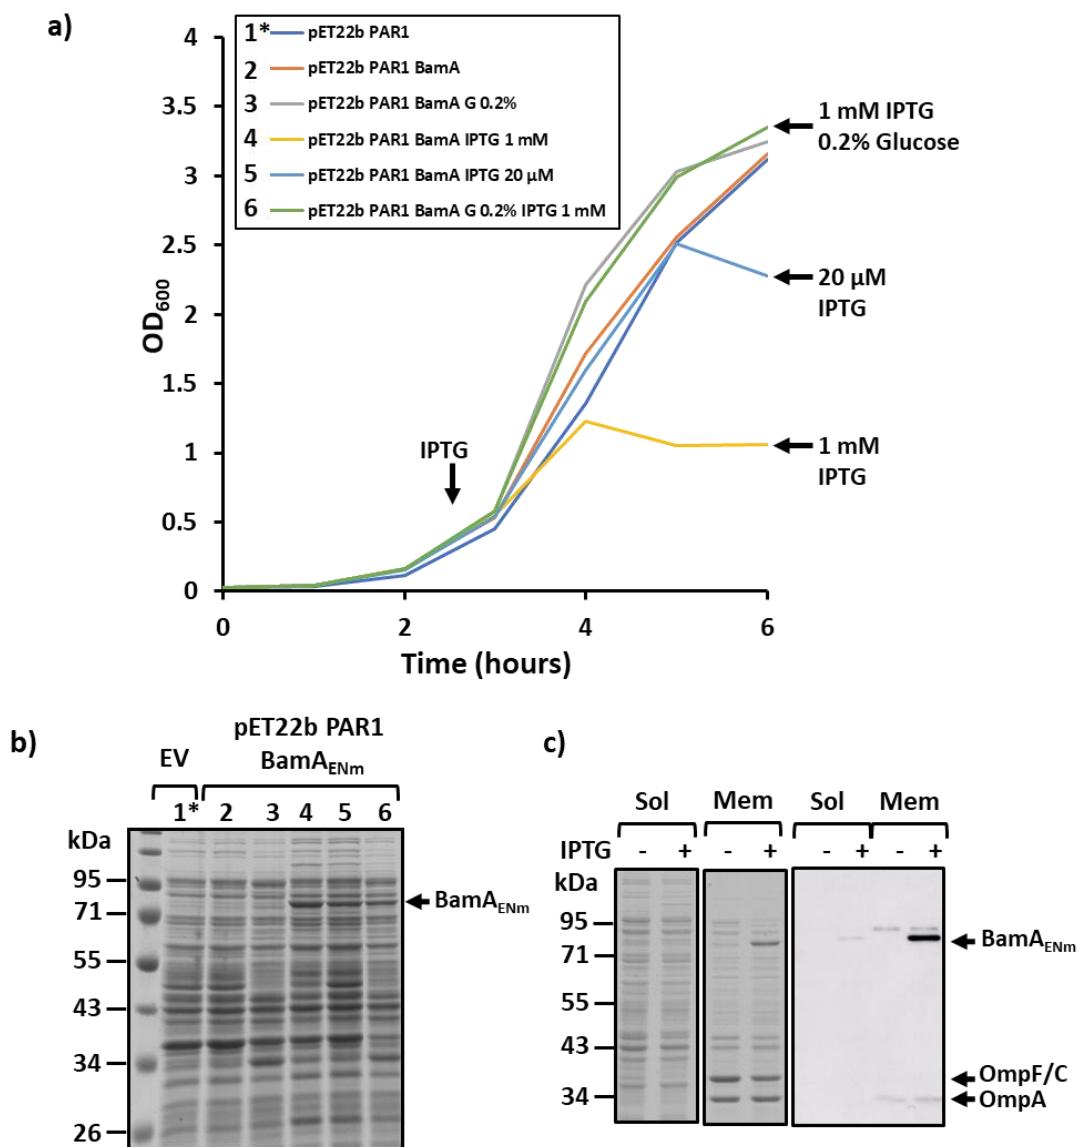 a)
4
3.5
3
2.5
2
1.5
1
0.5
0
OD600
1* pET22b PAR1
2 pET22b PAR1 BamA
3 pET22b PAR1 BamA G 0.2%
4 pET22b PAR1 BamA IPTG 1 mM
5 pET22b PAR1 BamA IPTG 20 µM
6 pET22b PAR1 BamA G 0.2% IPTG 1 mM
1 mM IPTG
0.2% Glucose
20 µM
IPTG
1 mM
IPTG
IPTG
0 2 4 6
Time (hours)
b)
pET22b PAR1
EV BamAENm
1* 2 3 4 5 6
kDa
95
71
55
43
34
26
BamAENm
c)
Sol Mem Sol Mem
IPTG - + - + - + - +
kDa
95
71
55
43
34
BamAENm
OmpF/C
OmpA